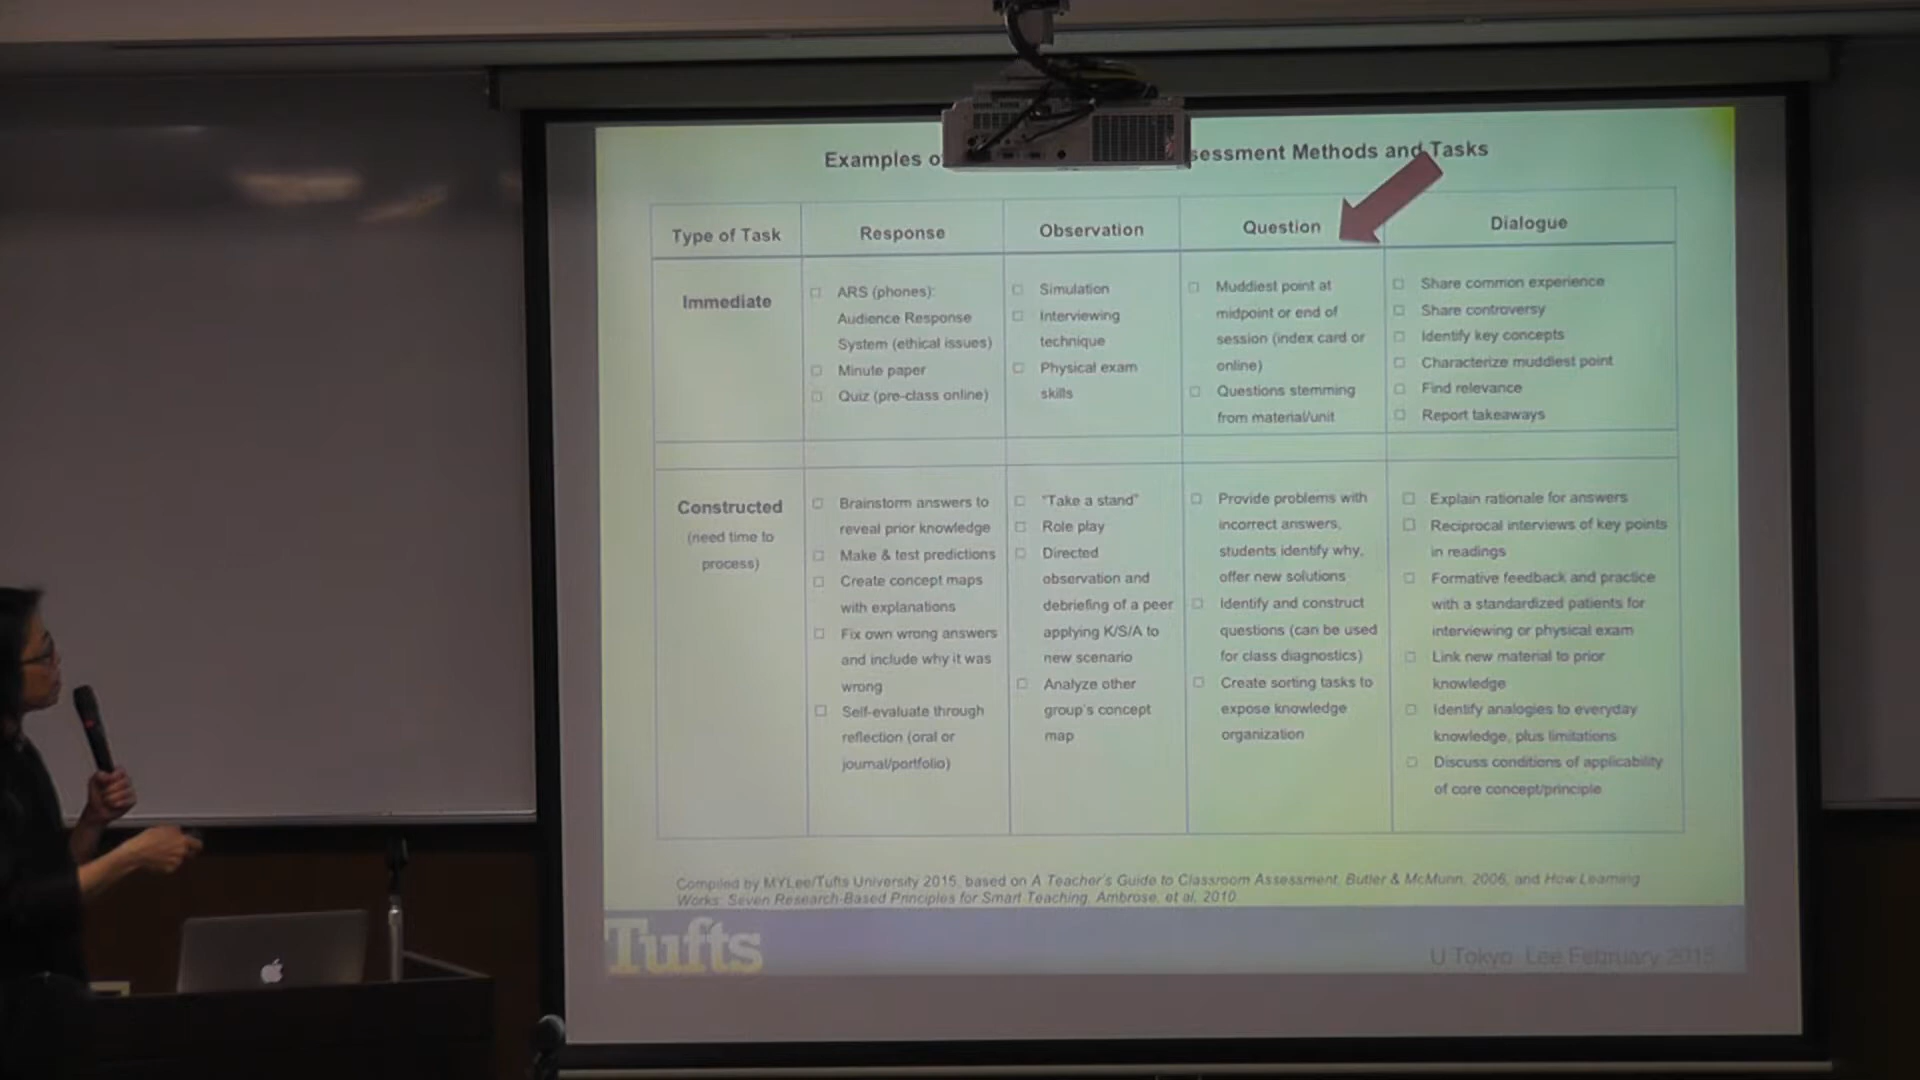 Examples o sessment Methods and Tasks
Type of Task
Response
Observation
Question
Dialogue
Immediate
☐ ARS (phones):
Audience Response
System (ethical issues)
☐ Minute paper
☐ Quiz (pre-class online)
☐ Simulation
☐ Interviewing
technique
☐ Physical exam
skills
☐ Muddiest point at
midpoint or end of
session (index card or
online)
☐ Questions stemming
from material/unit
☐ Share common experience
☐ Share controversy
☐ Identify key concepts
☐ Characterize muddiest point
☐ Find relevance
☐ Report takeaways
Constructed
(need time to
process)
☐ Brainstorm answers to
reveal prior knowledge
☐ Make & test predictions
☐ Create concept maps
with explanations
☐ Fix own wrong answers
and include why it was
wrong
☐ Self-evaluate through
reflection (oral or
journal/portfolio)
☐ "Take a stand"
☐ Role play
☐ Directed
observation and
debriefing of a peer
applying K/S/A to
new scenario
☐ Analyze other
group's concept
map
☐ Provide problems with
incorrect answers,
students identify why,
offer new solutions
☐ Identify and construct
questions (can be used
for class diagnostics)
☐ Create sorting tasks to
expose knowledge
organization
☐ Explain rationale for answers
☐ Reciprocal interviews of key points
in readings
☐ Formative feedback and practice
with a standardized patients for
interviewing or physical exam
☐ Link new material to prior
knowledge
☐ Identify analogies to everyday
knowledge, plus limitations
☐ Discuss conditions of applicability
of core concept/principle
Compiled by MYLee/Tufts University 2015, based on A Teacher's Guide to Classroom Assessment, Butler & McMunn, 2006, and How Learning
Works: Seven Research-Based Principles for Smart Teaching, Ambrose, et al, 2010
Tufts
U Tokyo Lee February 2015